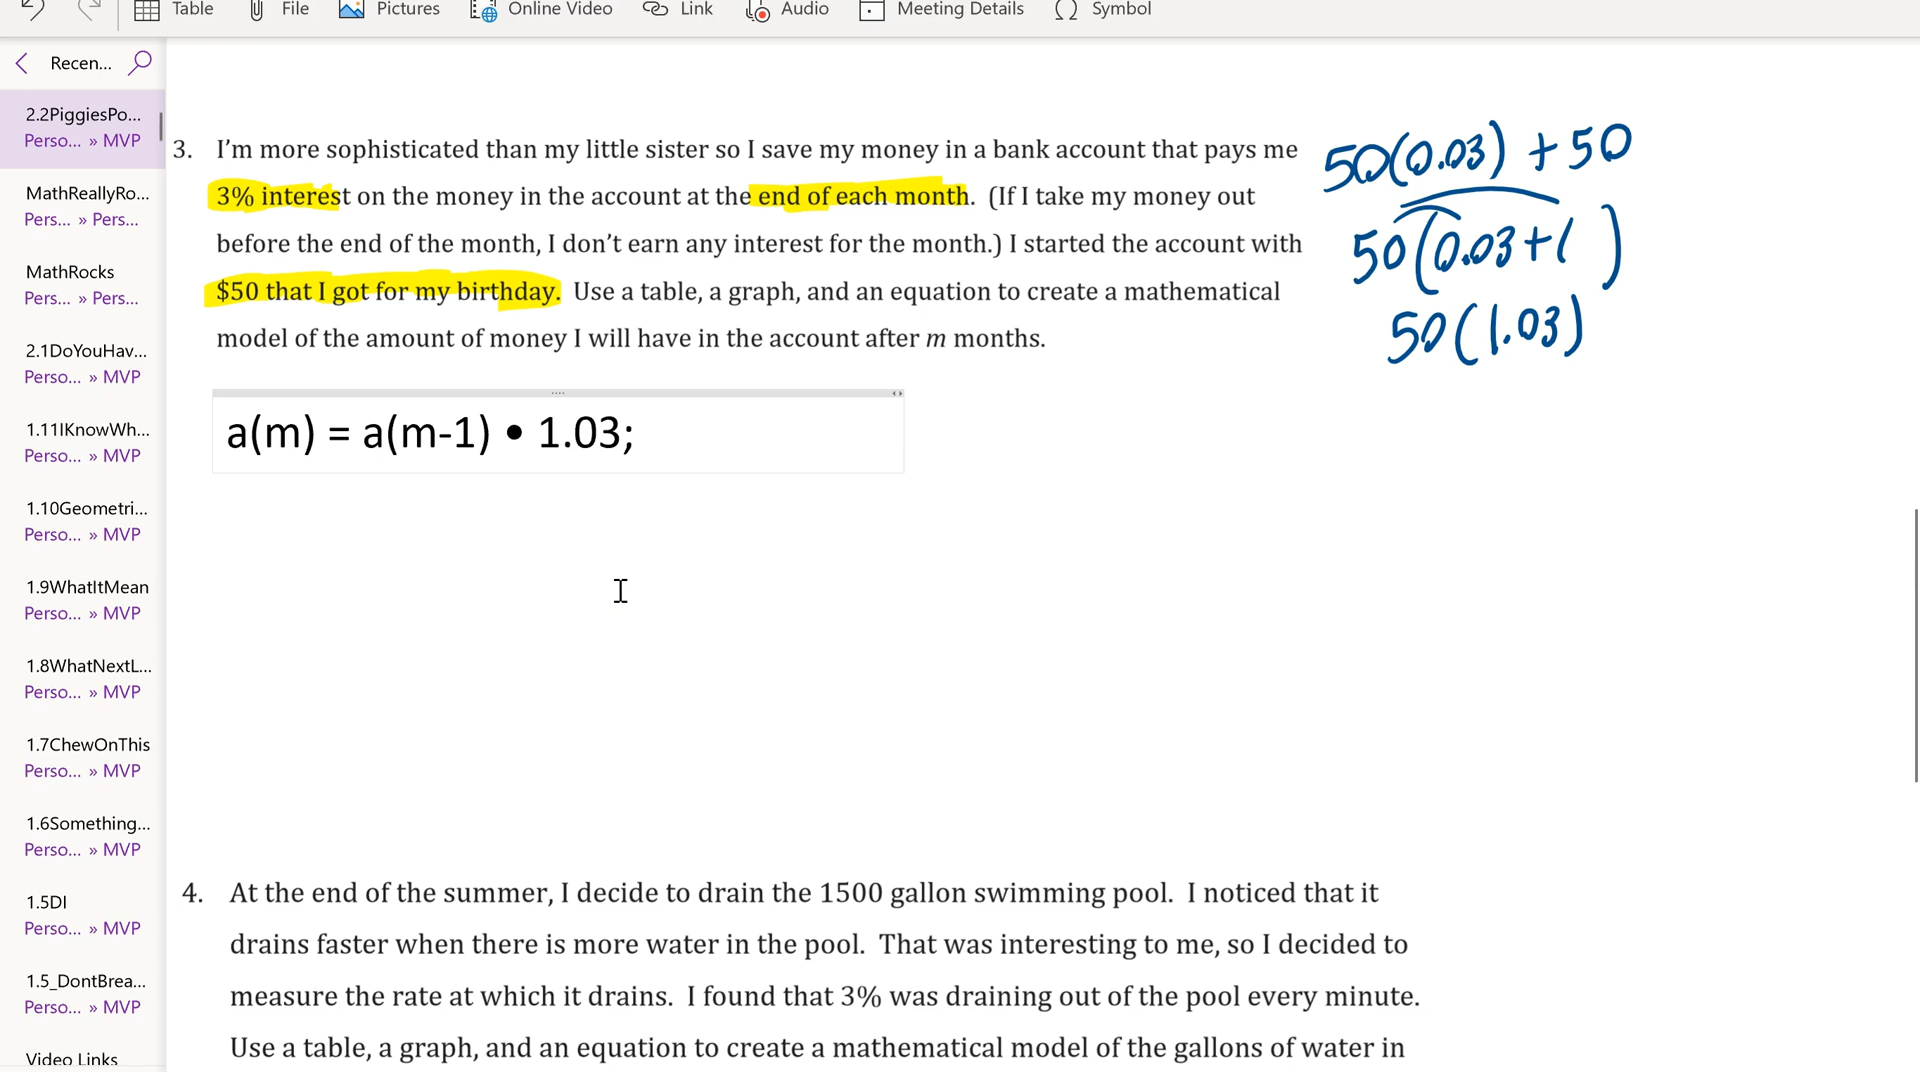 Table File Pictures Online Video Link Audio Meeting Details Symbol
Recen...
2.2PiggiesPo...
Perso... » MVP
MathReallyRo...
Pers... » Pers...
MathRocks
Pers... » Pers...
2.1DoYouHav...
Perso... » MVP
1.11IKnowWh...
Perso... » MVP
1.10Geometri...
Perso... » MVP
1.9WhatItMean
Perso... » MVP
1.8WhatNextL...
Perso... » MVP
1.7ChewOnThis
Perso... » MVP
1.6Something...
Perso... » MVP
1.5DI
Perso... » MVP
1.5_DontBrea...
Perso... » MVP
Video Links
3. I’m more sophisticated than my little sister so I save my money in a bank account that pays me
3% interest on the money in the account at the end of each month. (If I take my money out
before the end of the month, I don’t earn any interest for the month.) I started the account with
$50 that I got for my birthday. Use a table, a graph, and an equation to create a mathematical
model of the amount of money I will have in the account after m months.
50(0.03) + 50
50(0.03+1 )
50(1.03)
a(m) = a(m-1) • 1.03;
4. At the end of the summer, I decide to drain the 1500 gallon swimming pool. I noticed that it
drains faster when there is more water in the pool. That was interesting to me, so I decided to
measure the rate at which it drains. I found that 3% was draining out of the pool every minute.
Use a table, a graph, and an equation to create a mathematical model of the gallons of water in